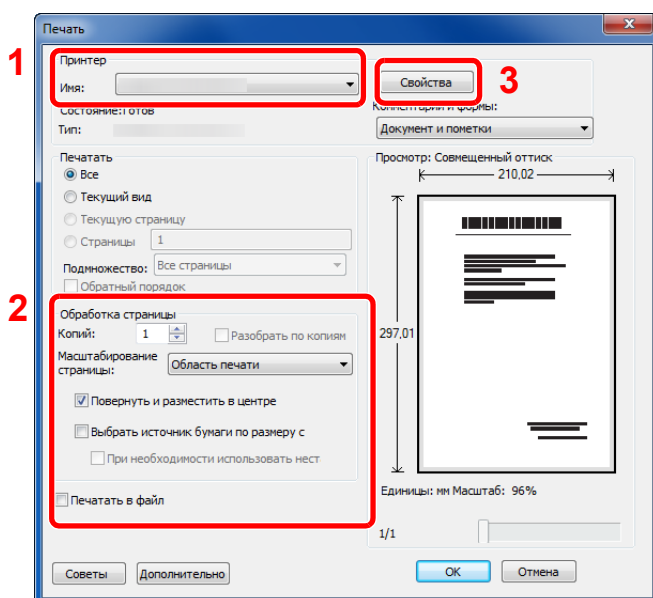 Печать
1
Принтер
Имя:
Свойства
3
Состояние:Готов
Комментарии и формы:
Тип:
Документ и пометки
Печатать
Все
Текущий вид
Текущую страницу
Страницы 1
Подмножество: Все страницы
Обратный порядок
Просмотр: Совмещенный оттиск
210,02
297,01
2
Обработка страницы
Копий: 1 Разобрать по копиям
Масштабирование
страницы: Область печати
Повернуть и разместить в центре
Выбрать источник бумаги по размеру с
При необходимости использовать нест
Печатать в файл
Единицы: мм Масштаб: 96%
1/1
Советы Дополнительно OK Отмена